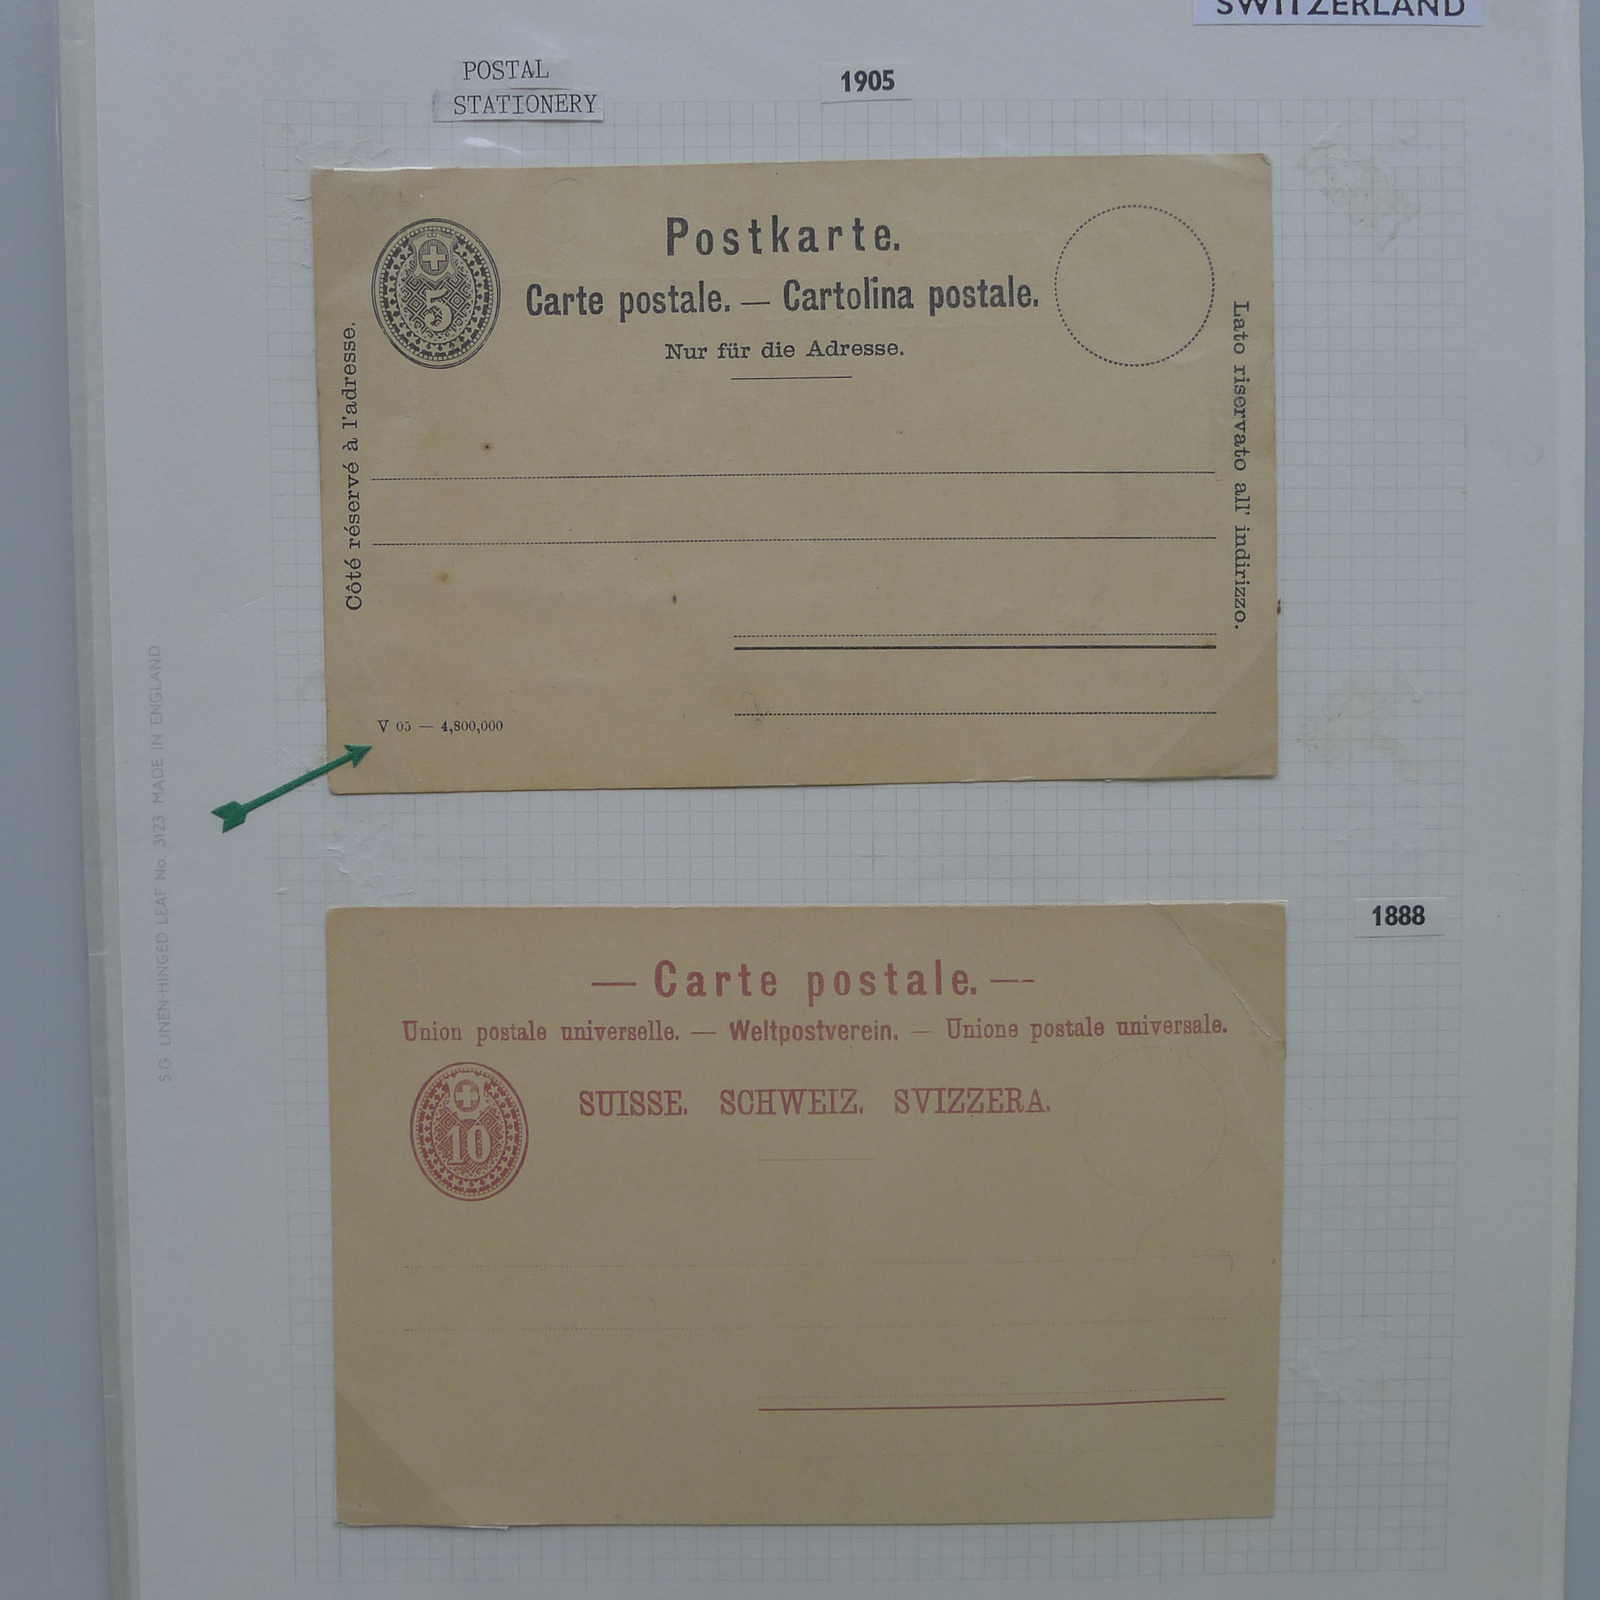 SWITZERLAND
POSTAL
STATIONERY
1905
Postkarte.
Carte postale. — Cartolina postale.
Nur für die Adresse.
5
Côté réservé à l'adresse.
Lato riservato all' indirizzo.
V 05 — 4,800,000
1888
— Carte postale. —
Union postale universelle. — Weltpostverein. — Unione postale universale.
SUISSE. SCHWEIZ. SVIZZERA.
10
S.G. LINEN-HINGED LEAF No. 3123 MADE IN ENGLAND